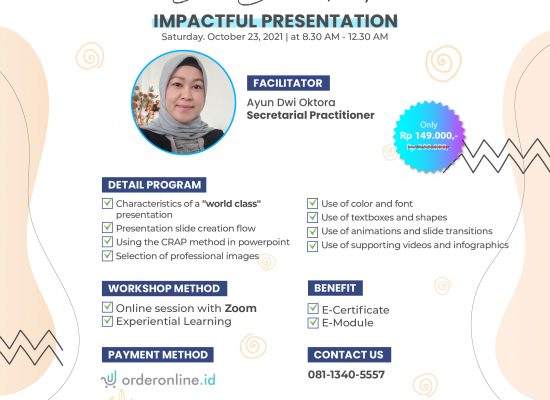 IMPACTFUL PRESENTATION
Saturday. October 23, 2021 | at 8.30 AM - 12.30 AM
FACILITATOR
Ayun Dwi Oktora
Secretarial Practitioner
Only
Rp 149.000,-
DETAIL PROGRAM
Characteristics of a "world class"
presentation
Presentation slide creation flow
Using the CRAP method in powerpoint
Selection of professional images
Use of color and font
Use of textboxes and shapes
Use of animations and slide transitions
Use of supporting videos and infographics
WORKSHOP METHOD
Online session with Zoom
Experiential Learning
BENEFIT
E-Certificate
E-Module
PAYMENT METHOD
orderonline.id
CONTACT US
081-1340-5557